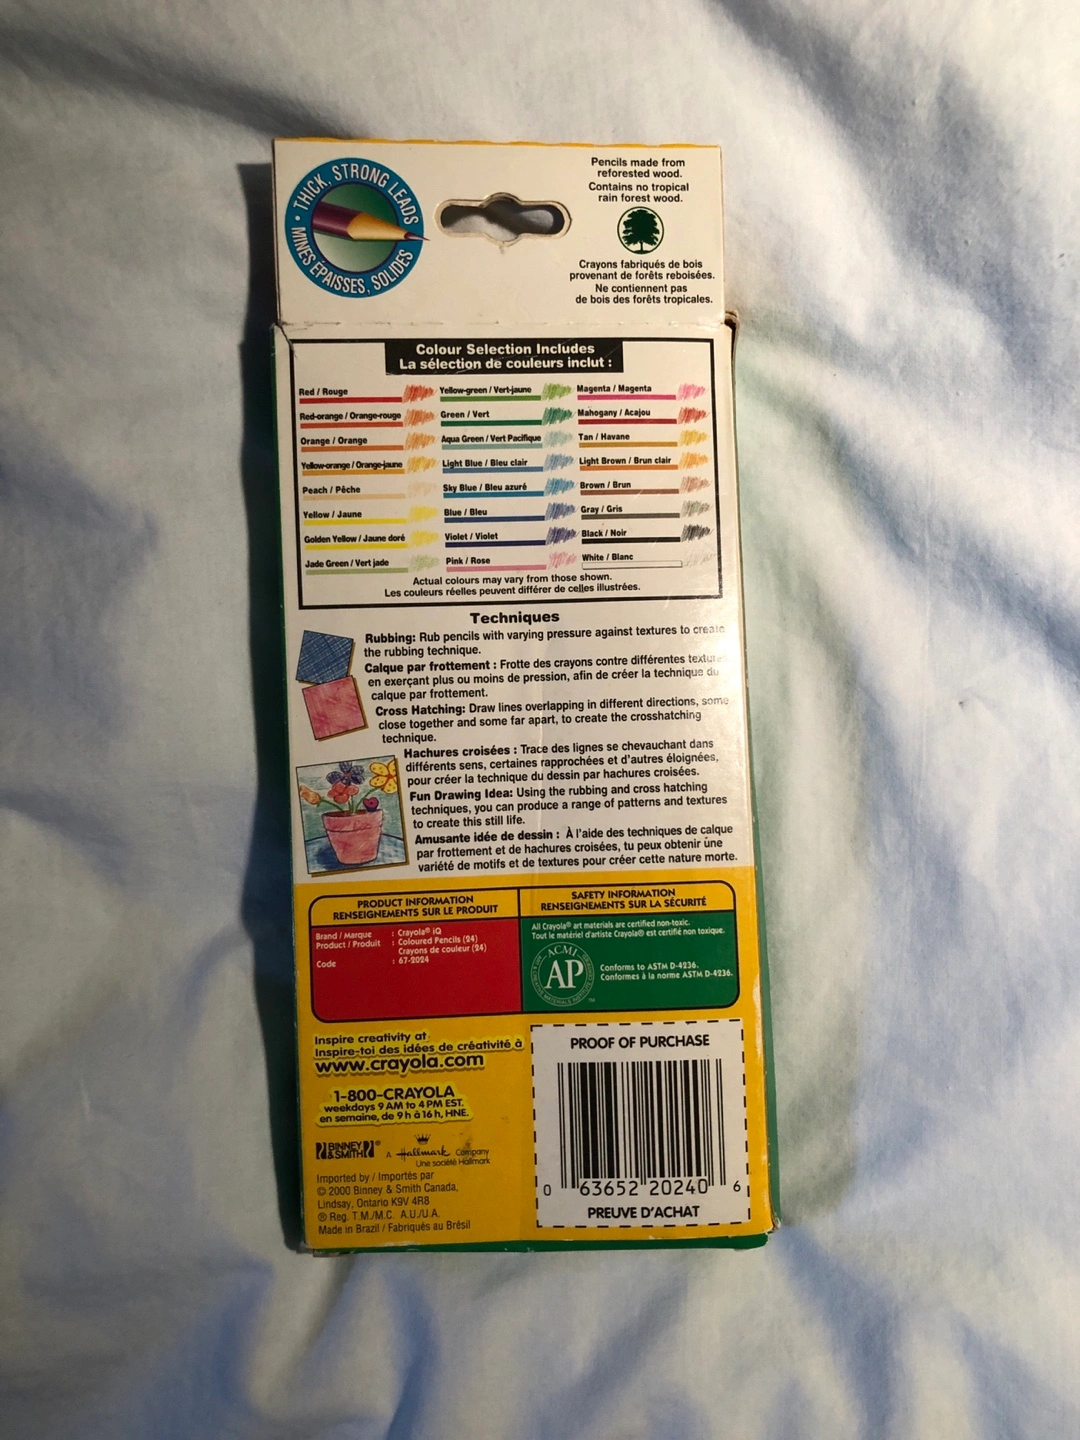 THICK, STRONG LEADS
MINES ÉPAISSES, SOLIDES
Pencils made from
reforested wood.
Contains no tropical
rain forest wood.
Crayons fabriqués de bois
provenant de forêts reboisées.
Ne contiennent pas
de bois des forêts tropicales.
Colour Selection Includes
La sélection de couleurs inclut :
Red / Rouge
Red-orange / Orange-rouge
Orange / Orange
Yellow-orange / Orange-jaune
Peach / Pêche
Yellow / Jaune
Golden Yellow / Jaune doré
Jade Green / Vert jade
Yellow-green / Vert-jaune
Green / Vert
Aqua Green / Vert Pacifique
Light Blue / Bleu clair
Sky Blue / Bleu azuré
Blue / Bleu
Violet / Violet
Pink / Rose
Magenta / Magenta
Mahogany / Acajou
Tan / Havane
Light Brown / Brun clair
Brown / Brun
Gray / Gris
Black / Noir
White / Blanc
Actual colours may vary from those shown.
Les couleurs réelles peuvent différer de celles illustrées.
Techniques
Rubbing: Rub pencils with varying pressure against textures to create
the rubbing technique.
Calque par frottement : Frotte des crayons contre différentes textures
en exerçant plus ou moins de pression, afin de créer la technique du
calque par frottement.
Cross Hatching: Draw lines overlapping in different directions, some
close together and some far apart, to create the crosshatching
technique.
Hachures croisées : Trace des lignes se chevauchant dans
différents sens, certaines rapprochées et d'autres éloignées,
pour créer la technique du dessin par hachures croisées.
Fun Drawing Idea: Using the rubbing and cross hatching
techniques, you can produce a range of patterns and textures
to create this still life.
Amusante idée de dessin : À l'aide des techniques de calque
par frottement et de hachures croisées, tu peux obtenir une
variété de motifs et de textures pour créer cette nature morte.
PRODUCT INFORMATION
RENSEIGNEMENTS SUR LE PRODUIT
Brand / Marque : Crayola® iQ
Product / Produit : Coloured Pencils (24)
Crayons de couleur (24)
Code : 67-2024
SAFETY INFORMATION
RENSEIGNEMENTS SUR LA SÉCURITÉ
All Crayola® art materials are certified non-toxic.
Tout le matériel d'artiste Crayola® est certifié non toxique.
ACMI
AP
™
Conforms to ASTM D-4236.
Conformes à la norme ASTM D-4236.
Inspire creativity at
Inspire-toi des idées de créativité à
www.crayola.com
1-800-CRAYOLA
weekdays 9 AM to 4 PM EST.
en semaine, de 9 h à 16 h, HNE.
BINNEY & SMITH®
A Hallmark Company
Une société Hallmark
Imported by / Importés par
© 2000 Binney & Smith Canada,
Lindsay, Ontario K9V 4R8
® Reg. T.M./M.C. A.U./U.A.
Made in Brazil / Fabriqués au Brésil
PROOF OF PURCHASE
0 63652 20240 6
PREUVE D'ACHAT